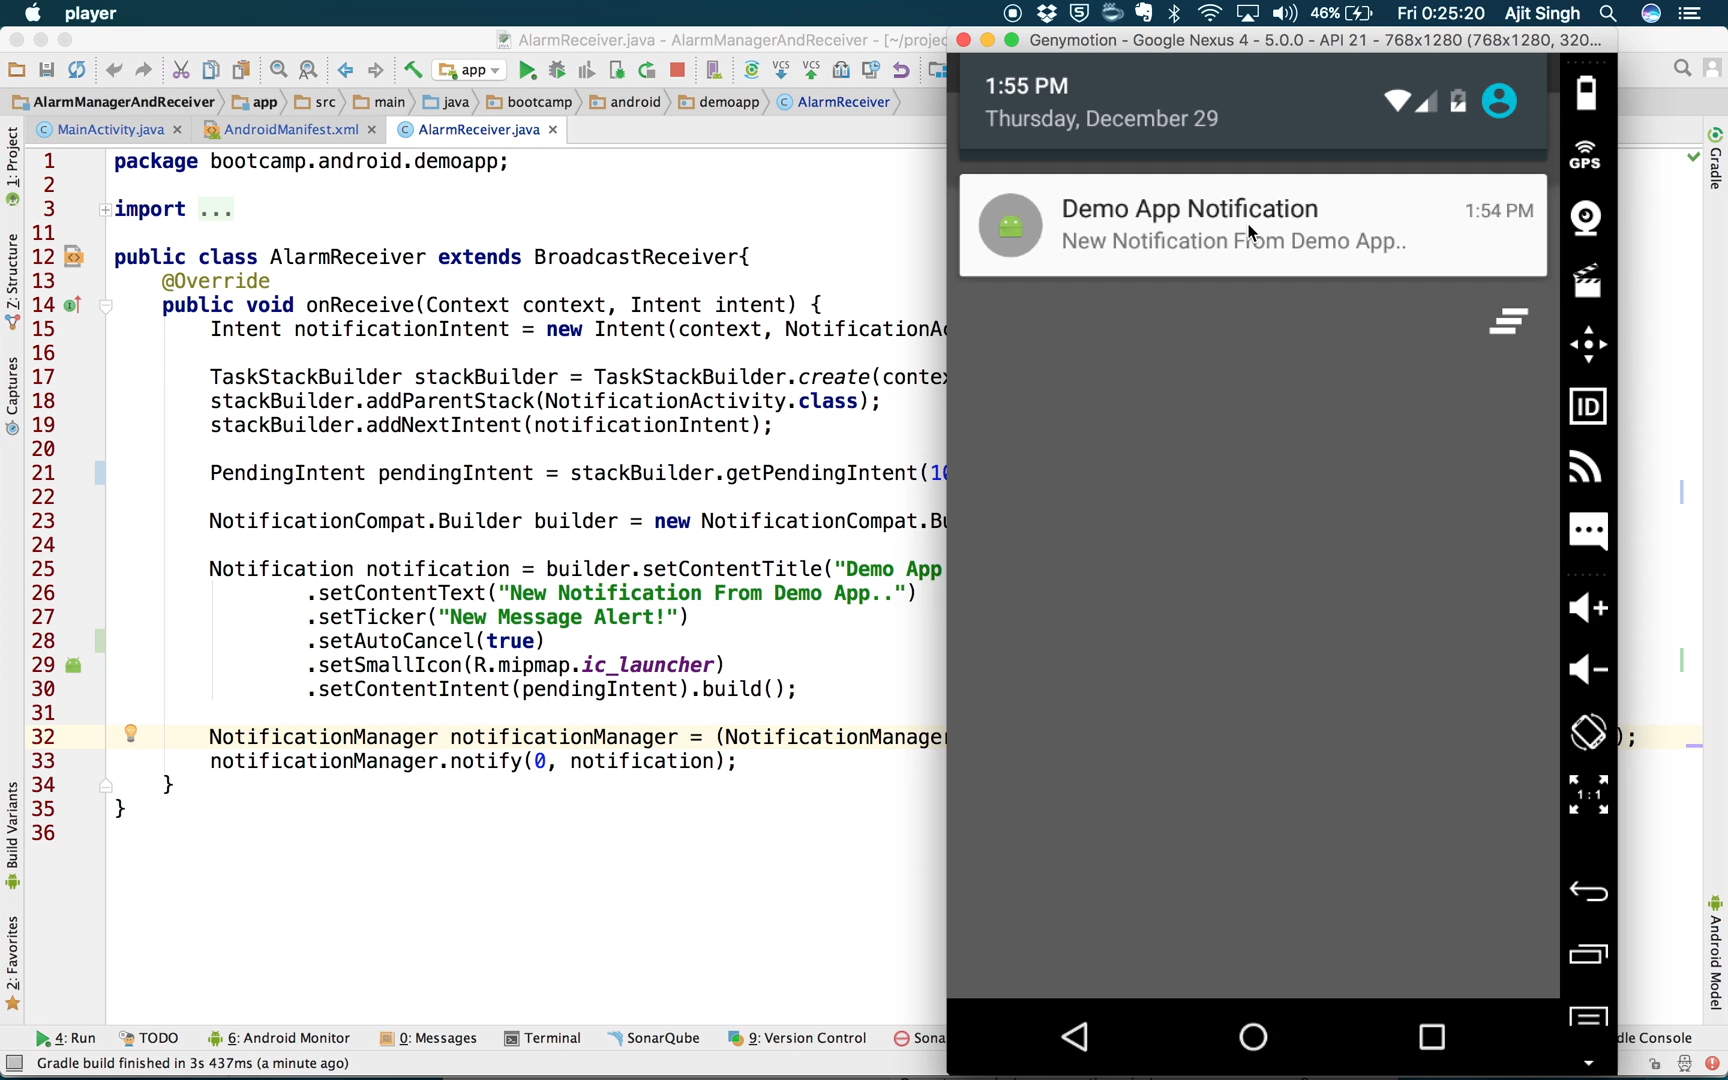 player
46%
Fri 0:25:20
Ajit Singh
AlarmReceiver.java - AlarmManagerAndReceiver - [~/projec
Genymotion - Google Nexus 4 - 5.0.0 - API 21 - 768x1280 (768x1280, 320...
app
VCS
VCS
AlarmManagerAndReceiver
app
src
main
java
bootcamp
android
demoapp
AlarmReceiver
MainActivity.java
AndroidManifest.xml
AlarmReceiver.java
1: Project
Z: Structure
Captures
Build Variants
2: Favorites
1 package bootcamp.android.demoapp;
2
3 import ...
11
12 public class AlarmReceiver extends BroadcastReceiver{
13 @Override
14 public void onReceive(Context context, Intent intent) {
15 Intent notificationIntent = new Intent(context, NotificationAc
16
17 TaskStackBuilder stackBuilder = TaskStackBuilder.create(contex
18 stackBuilder.addParentStack(NotificationActivity.class);
19 stackBuilder.addNextIntent(notificationIntent);
20
21 PendingIntent pendingIntent = stackBuilder.getPendingIntent(10
22
23 NotificationCompat.Builder builder = new NotificationCompat.Bu
24
25 Notification notification = builder.setContentTitle("Demo App
26 .setContentText("New Notification From Demo App..")
27 .setTicker("New Message Alert!")
28 .setAutoCancel(true)
29 .setSmallIcon(R.mipmap.ic_launcher)
30 .setContentIntent(pendingIntent).build();
31
32 NotificationManager notificationManager = (NotificationManager );
33 notificationManager.notify(0, notification);
34 }
35 }
36
1:55 PM
Thursday, December 29
Demo App Notification
1:54 PM
New Notification From Demo App..
GPS
ID
1:1
Gradle
Android Model
4: Run
TODO
6: Android Monitor
0: Messages
Terminal
SonarQube
9: Version Control
Sona
dle Console
Gradle build finished in 3s 437ms (a minute ago)